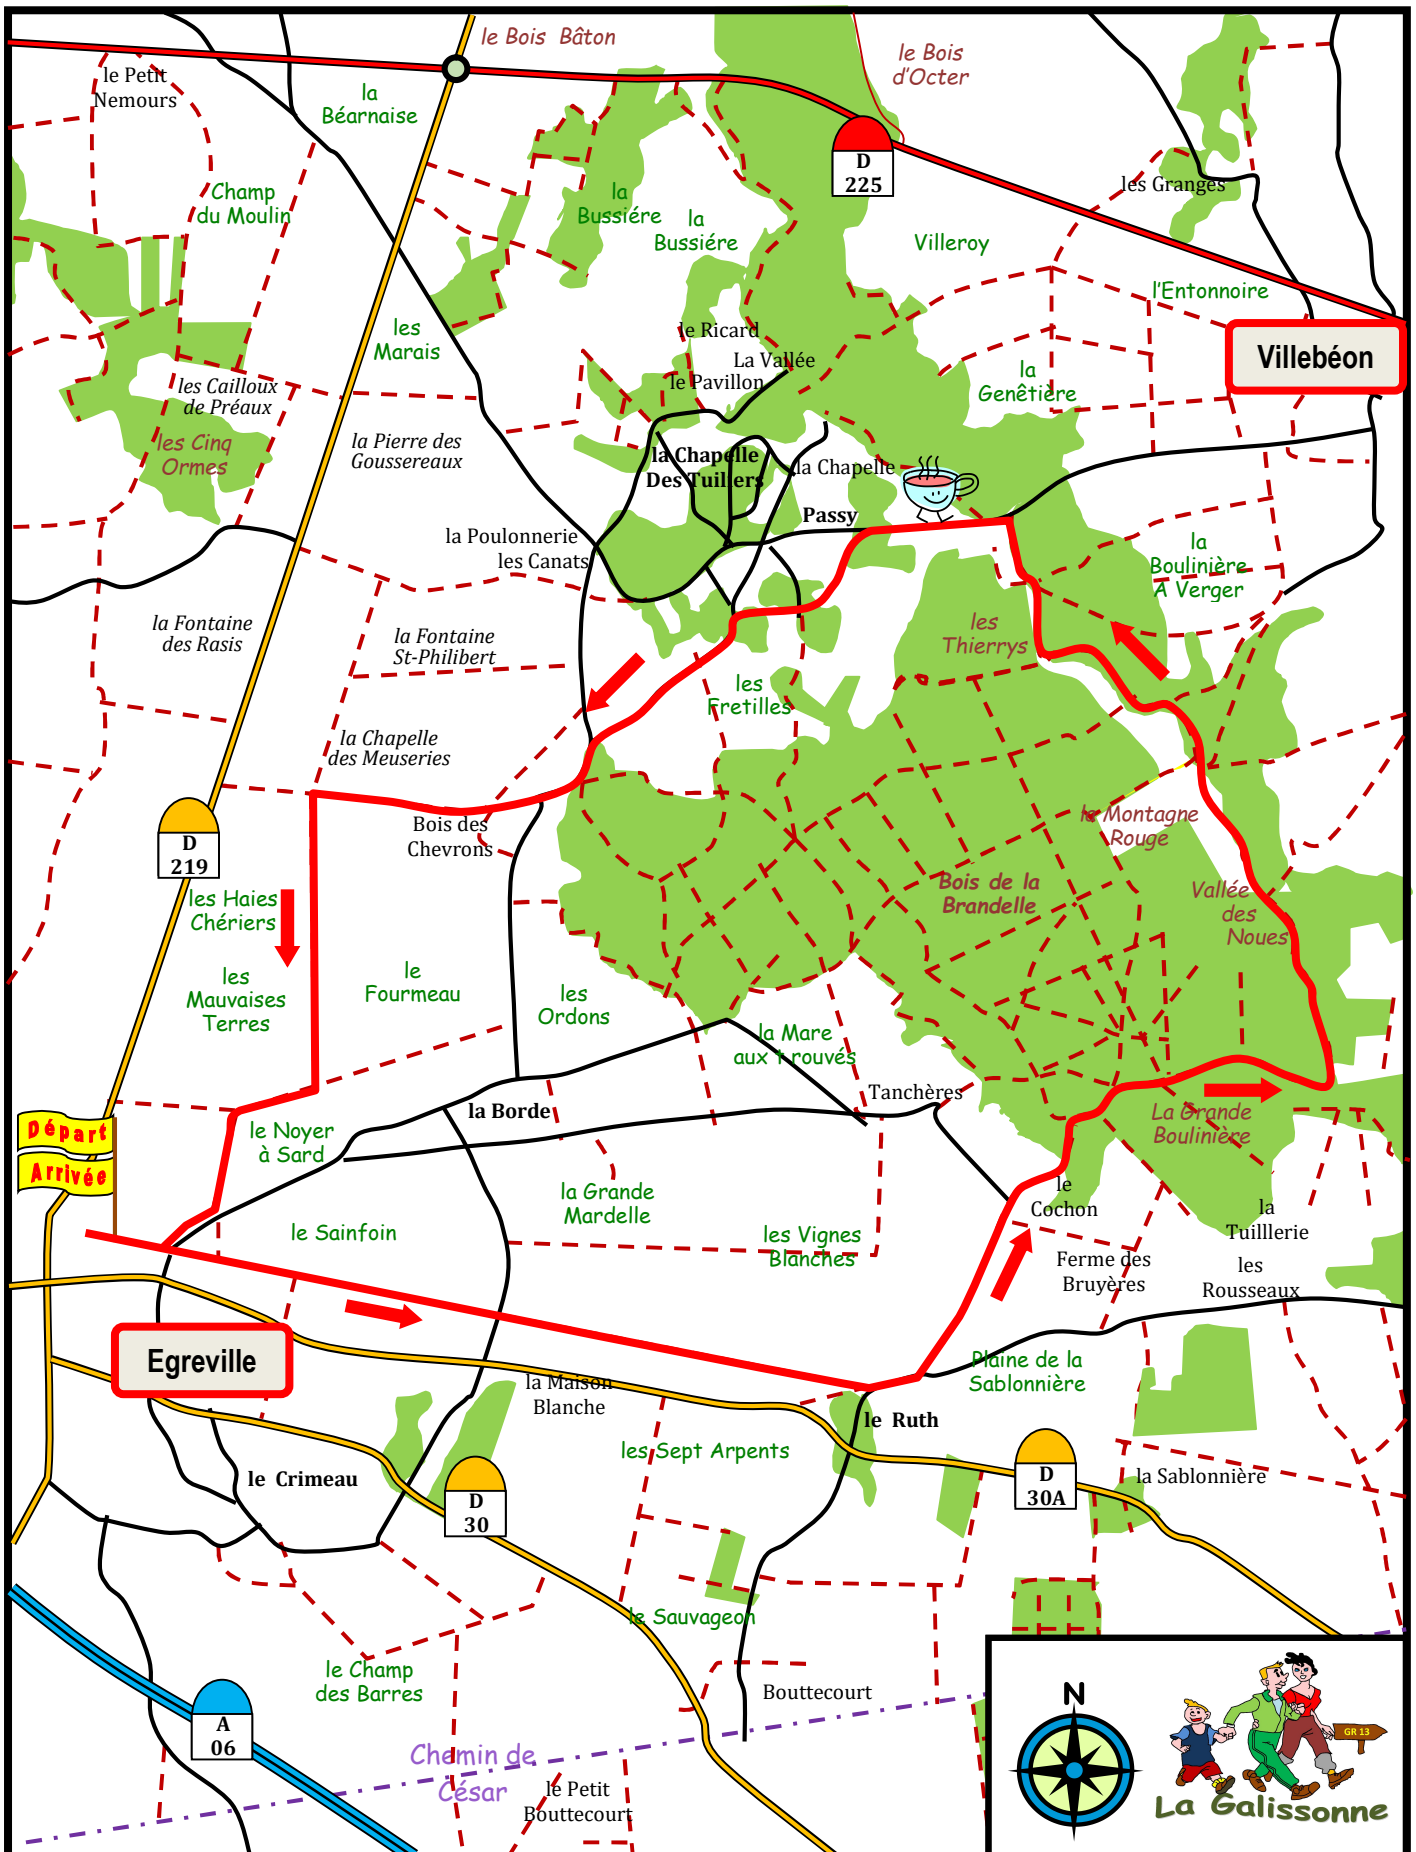 le Bois Bâton
le Bois
d'Octer
le Petit
Nemours
la
Béarnaise
D
225
Champ
du Moulin
la
Bussiére
la
Bussiére
les Granges
Villeroy
l'Entonnoire
les
Marais
le Ricard
La Vallée
le Pavillon
Villebéon
la
Genêtière
les Cailloux
de Préaux
les Cinq
Ormes
la Pierre des
Goussereaux
la Chapelle
Des Tuiliers
la Chapelle
Passy
la Poulonnerie
les Canats
la
Boulinière
A Verger
la Fontaine
des Rasis
la Fontaine
St-Philibert
les
Thierrys
les
Fretilles
la Chapelle
des Meuseries
D
219
Bois des
Chevrons
le Montagne
Rouge
Bois de la
Brandelle
Vallée
des
Noues
les Haies
Chériers
les
Mauvaises
Terres
le
Fourmeau
les
Ordons
la Mare
aux t rouvés
Tanchères
la Borde
La Grande
Boulinière
Départ
Arrivée
le Noyer
à Sard
la Grande
Mardelle
le
Cochon
la
Tuilllerie
le Sainfoin
les Vignes
Blanches
Ferme des
Bruyères
les
Rousseaux
Egreville
Plaine de la
Sablonnière
la Maison
Blanche
le Ruth
les Sept Arpents
le Crimeau
D
30
D
30A
la Sablonnière
le Sauvageon
le Champ
des Barres
Bouttecourt
A
06
Chemin de
César
le Petit
Bouttecourt
N
GR 13
La Galissonne